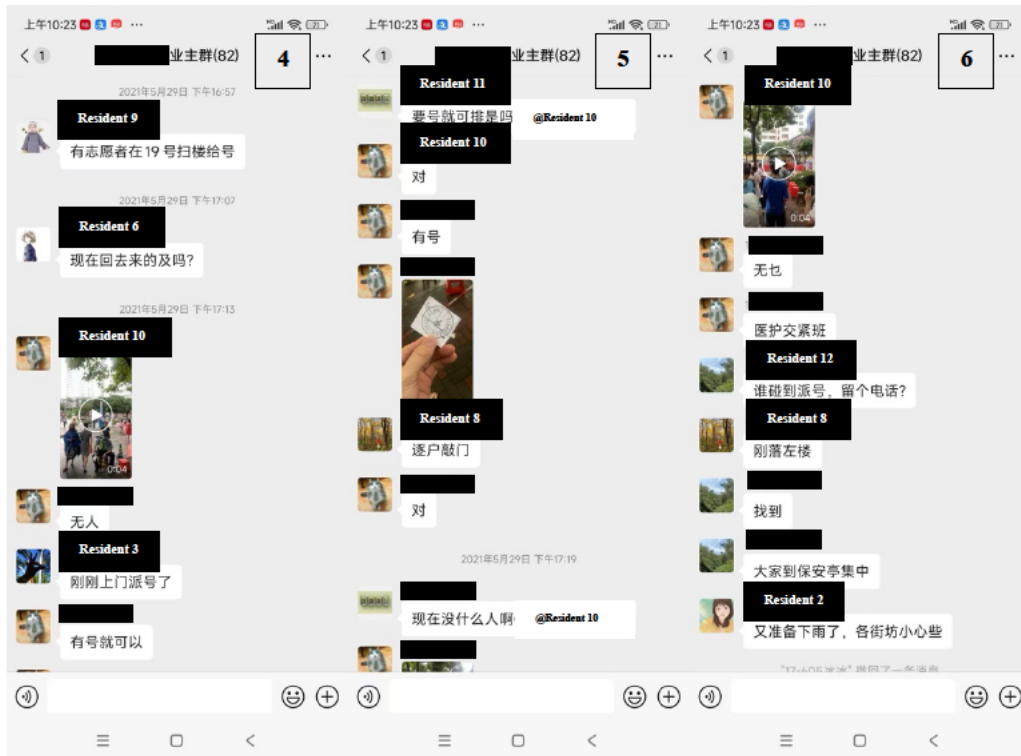 上午10:23
21
1
业主群(82)
4
2021年5月29日 下午16:57
Resident 9
有志愿者在19号扫楼给号
2021年5月29日 下午17:07
Resident 6
现在回去来的及吗?
2021年5月29日 下午17:13
Resident 10
0:04
无人
Resident 3
刚刚上门派号了
有号就可以
上午10:23
21
1
业主群(82)
5
Resident 11
要号就可排是吗 @Resident 10
Resident 10
对
有号
Resident 8
逐户敲门
对
2021年5月29日 下午17:19
现在没什么人啊 @Resident 10
上午10:23
21
1
业主群(82)
6
Resident 10
0:04
无乜
医护交紧班
Resident 12
谁碰到派号，留个电话?
Resident 8
刚落左楼
找到
大家到保安亭集中
Resident 2
又准备下雨了，各街坊小心些